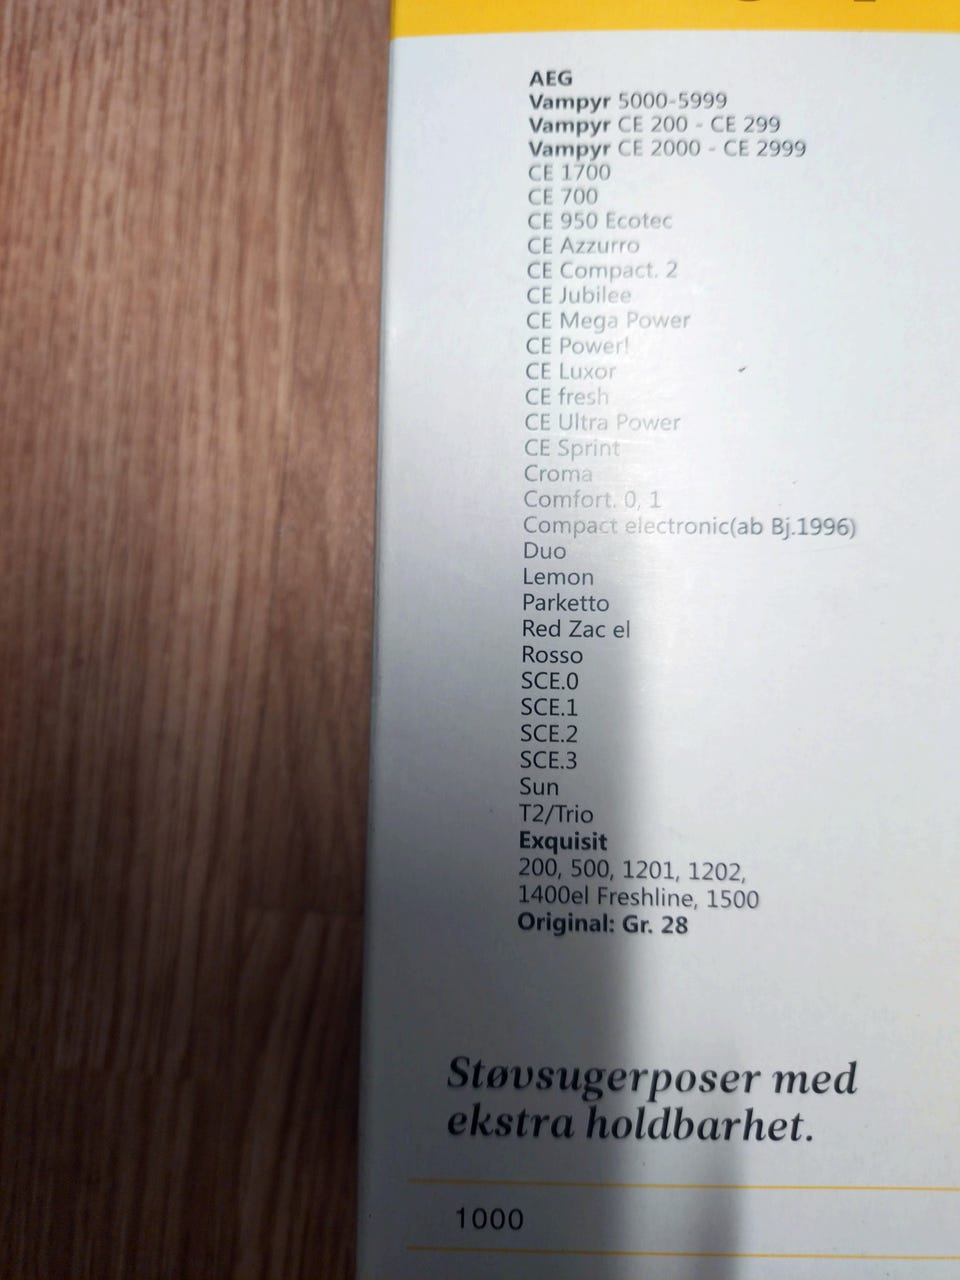 AEG
Vampyr 5000-5999
Vampyr CE 200 - CE 299
Vampyr CE 2000 - CE 2999
CE 1700
CE 700
CE 950 Ecotec
CE Azzurro
CE Compact. 2
CE Jubilee
CE Mega Power
CE Power!
CE Luxor
CE fresh
CE Ultra Power
CE Sprint
Croma
Comfort. 0, 1
Compact electronic(ab Bj.1996)
Duo
Lemon
Parketto
Red Zac el
Rosso
SCE.0
SCE.1
SCE.2
SCE.3
Sun
T2/Trio
Exquisit
200, 500, 1201, 1202,
1400el Freshline, 1500
Original: Gr. 28
Støvsugerposer med
ekstra holdbarhet.
1000